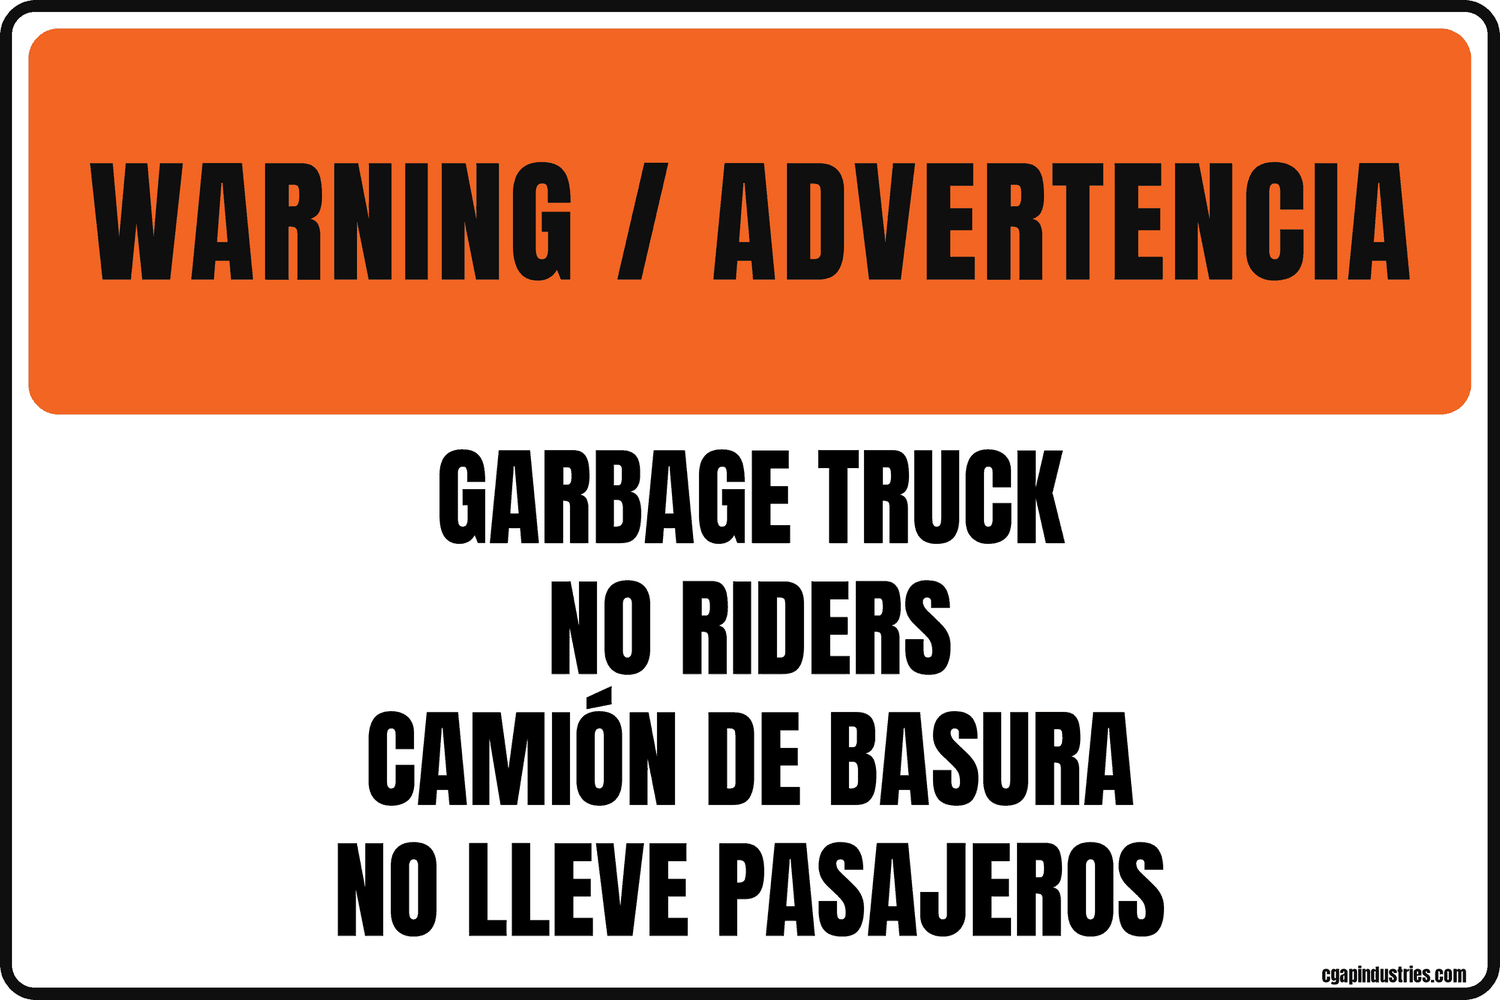 WARNING / ADVERTENCIA
GARBAGE TRUCK
NO RIDERS
CAMIÓN DE BASURA
NO LLEVE PASAJEROS
cgapindustries.com